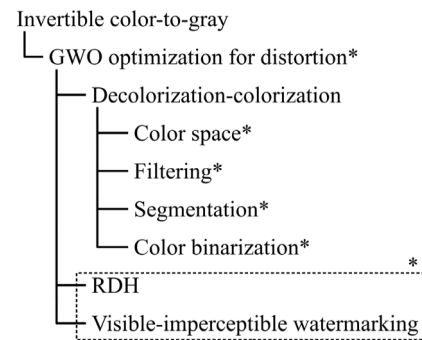 Invertible color-to-gray
GWO optimization for distortion*
Decolorization-colorization
Color space*
Filtering*
Segmentation*
Color binarization*
*
RDH
Visible-imperceptible watermarking